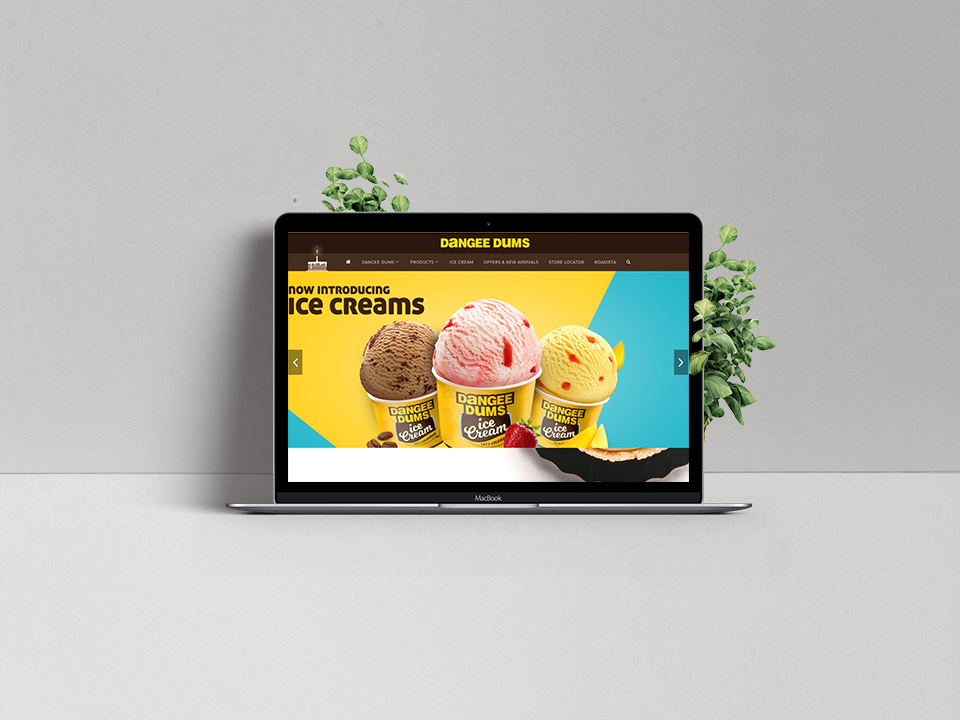 DANGEE DUMS
DANGEE DUMS PRODUCTS ICE CREAM OFFERS & NEW ARRIVALS STORE LOCATOR ROADISTA
NOW INTRODUCING
ICE CREAMS
DANGEE DUMS ice Cream
DANGEE DUMS ice Cream
DANGEE DUMS ice Cream
MacBook